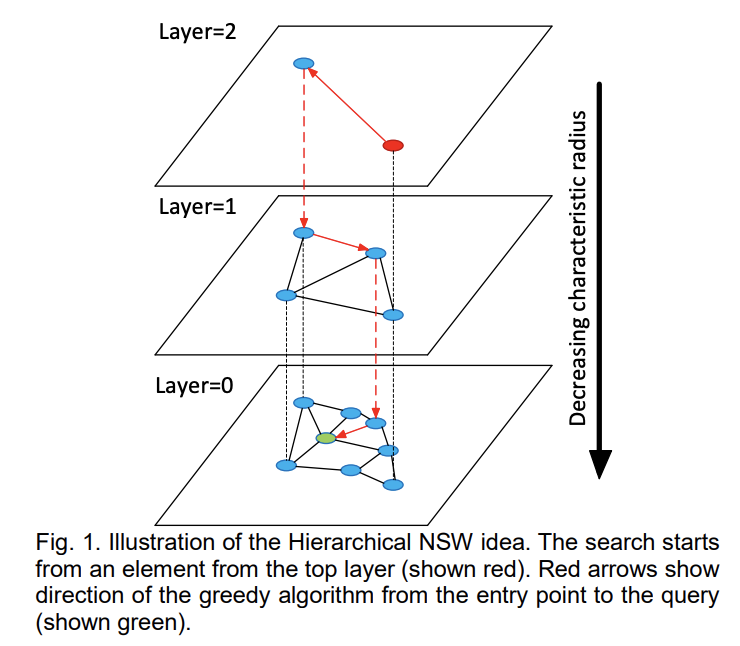 Layer=2
Layer=1
Layer=0
Decreasing characteristic radius
Fig. 1. Illustration of the Hierarchical NSW idea. The search starts
from an element from the top layer (shown red). Red arrows show
direction of the greedy algorithm from the entry point to the query
(shown green).